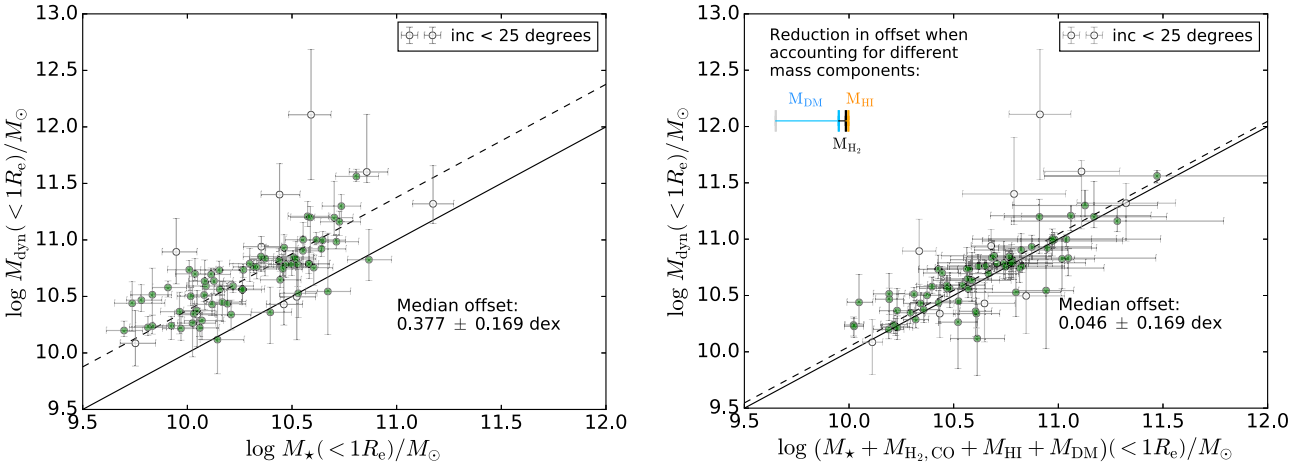 13.0
12.5
12.0
11.5
11.0
10.5
10.0
9.5
log M_dyn(< 1R_e)/M_⊙
inc < 25 degrees
Median offset:
0.377 ± 0.169 dex
9.5 10.0 10.5 11.0 11.5 12.0
log M_⋆(< 1R_e)/M_⊙
13.0
12.5
12.0
11.5
11.0
10.5
10.0
9.5
log M_dyn(< 1R_e)/M_⊙
inc < 25 degrees
Reduction in offset when
accounting for different
mass components:
M_DM M_HI
M_H₂
Median offset:
0.046 ± 0.169 dex
9.5 10.0 10.5 11.0 11.5 12.0
log (M_⋆ + M_H₂,CO + M_HI + M_DM)(< 1R_e)/M_⊙